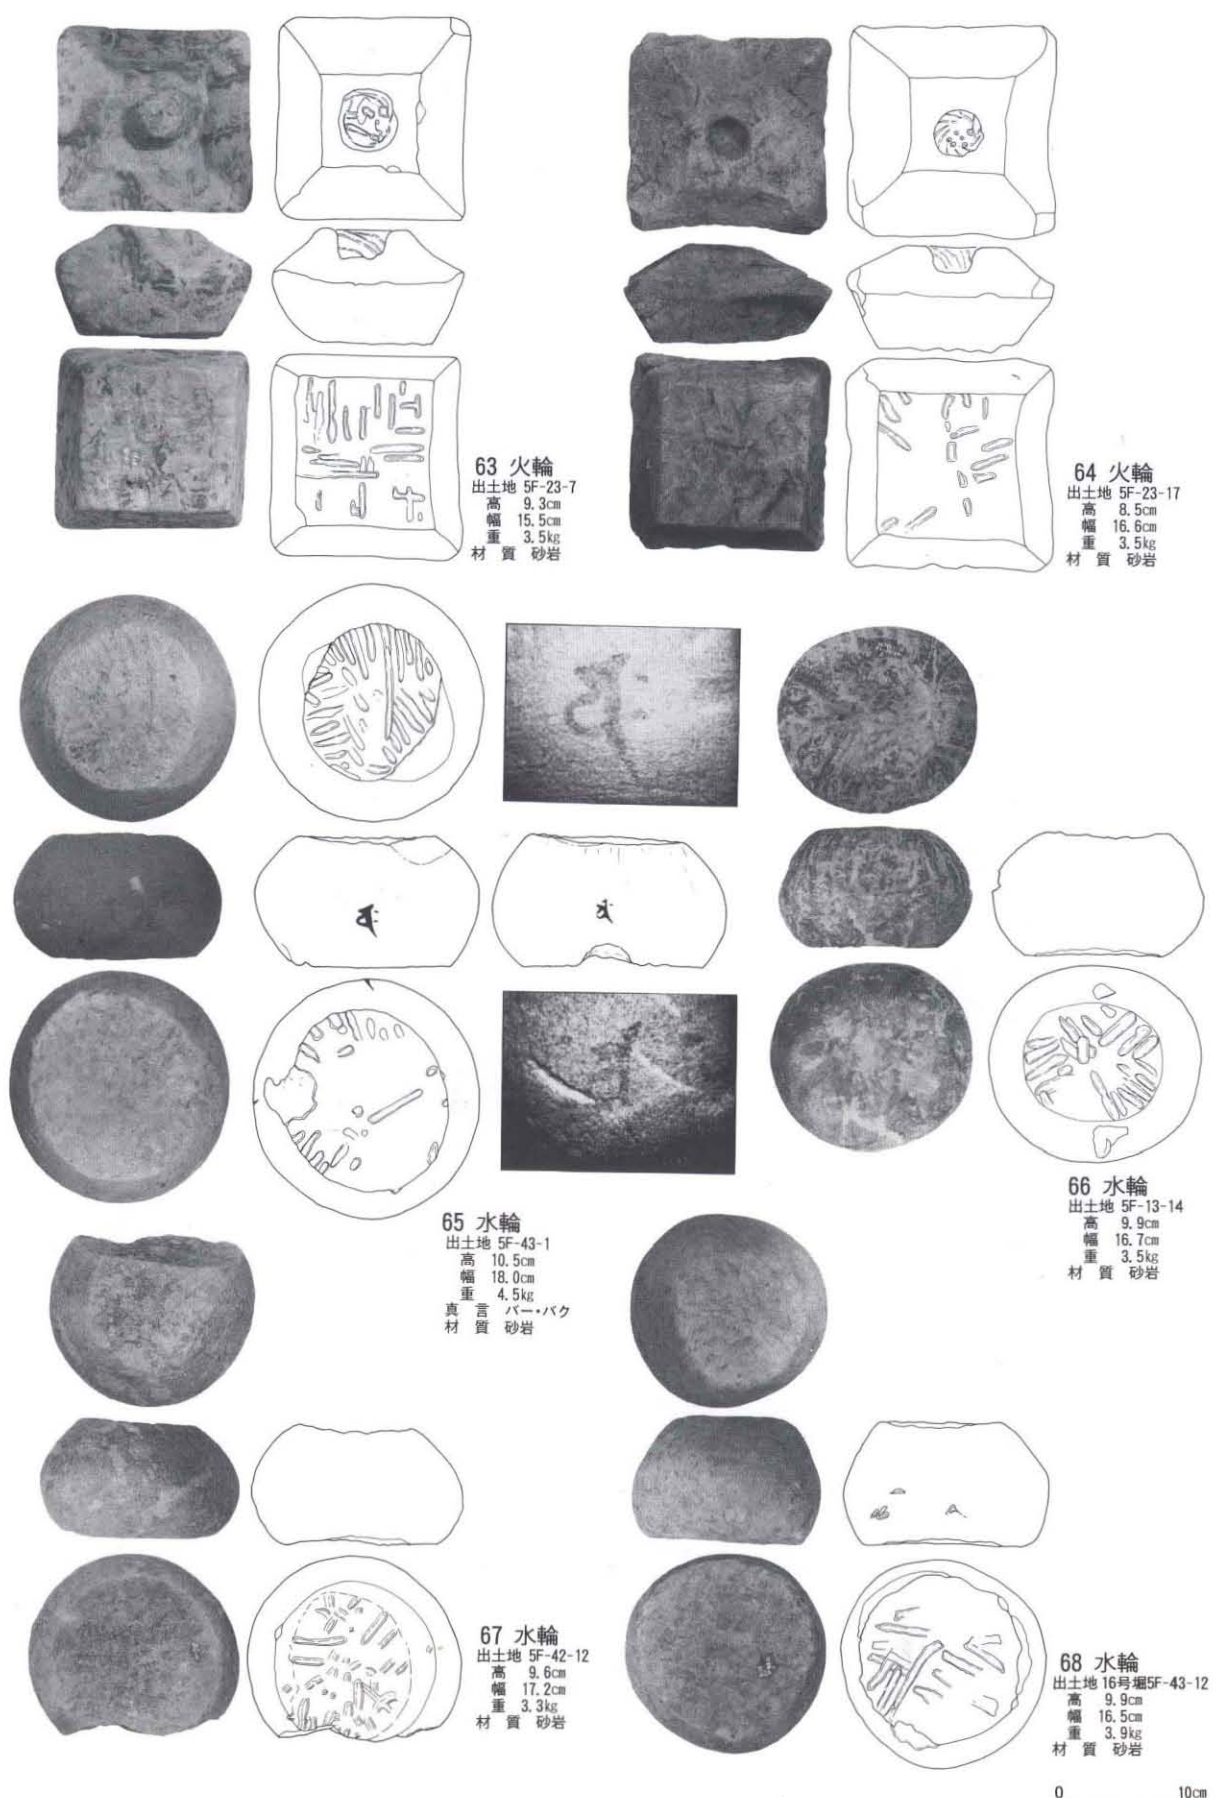 63 火輪
出土地 5F-23-7
高 9.3cm
幅 15.5cm
重 3.5kg
材 質 砂岩
64 火輪
出土地 5F-23-17
高 8.5cm
幅 16.6cm
重 3.5kg
材 質 砂岩
65 水輪
出土地 5F-43-1
高 10.5cm
幅 18.0cm
重 4.5kg
真 言 バー・バク
材 質 砂岩
66 水輪
出土地 5F-13-14
高 9.9cm
幅 16.7cm
重 3.5kg
材 質 砂岩
67 水輪
出土地 5F-42-12
高 9.6cm
幅 17.2cm
重 3.3kg
材 質 砂岩
68 水輪
出土地 16号堀5F-43-12
高 9.9cm
幅 16.5cm
重 3.9kg
材 質 砂岩
0 10cm